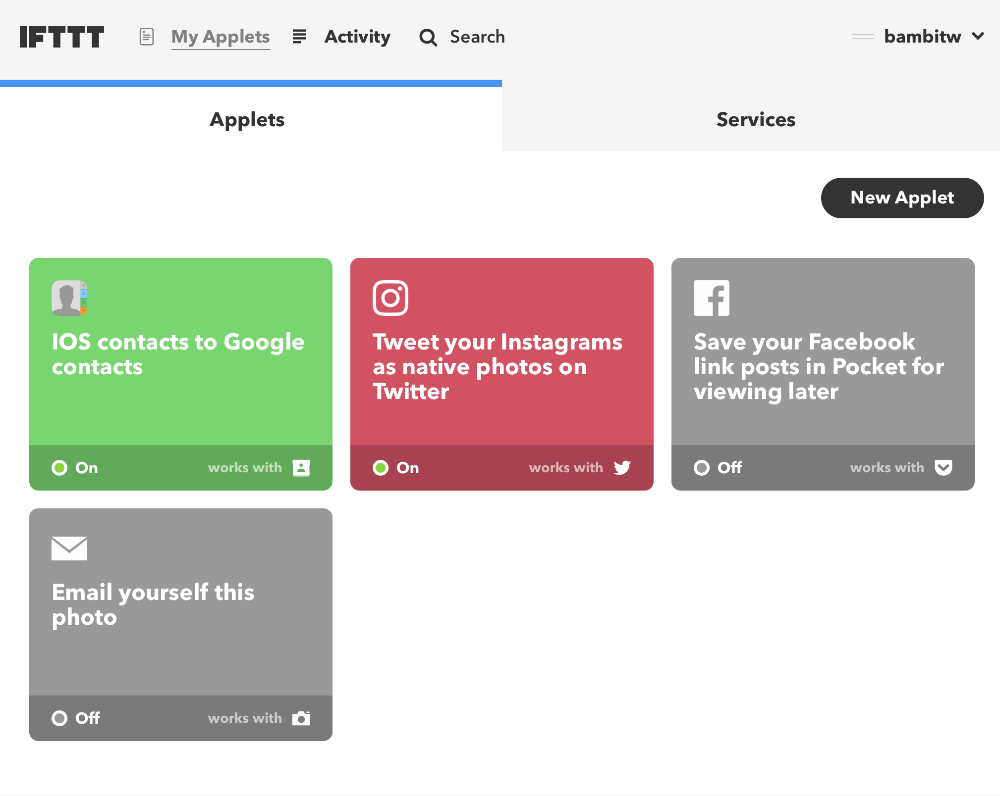 IFTTT My Applets Activity Search bambitw
Applets Services
New Applet
IOS contacts to Google
contacts
On works with
Tweet your Instagrams
as native photos on
Twitter
On works with
Save your Facebook
link posts in Pocket for
viewing later
Off works with
Email yourself this
photo
Off works with